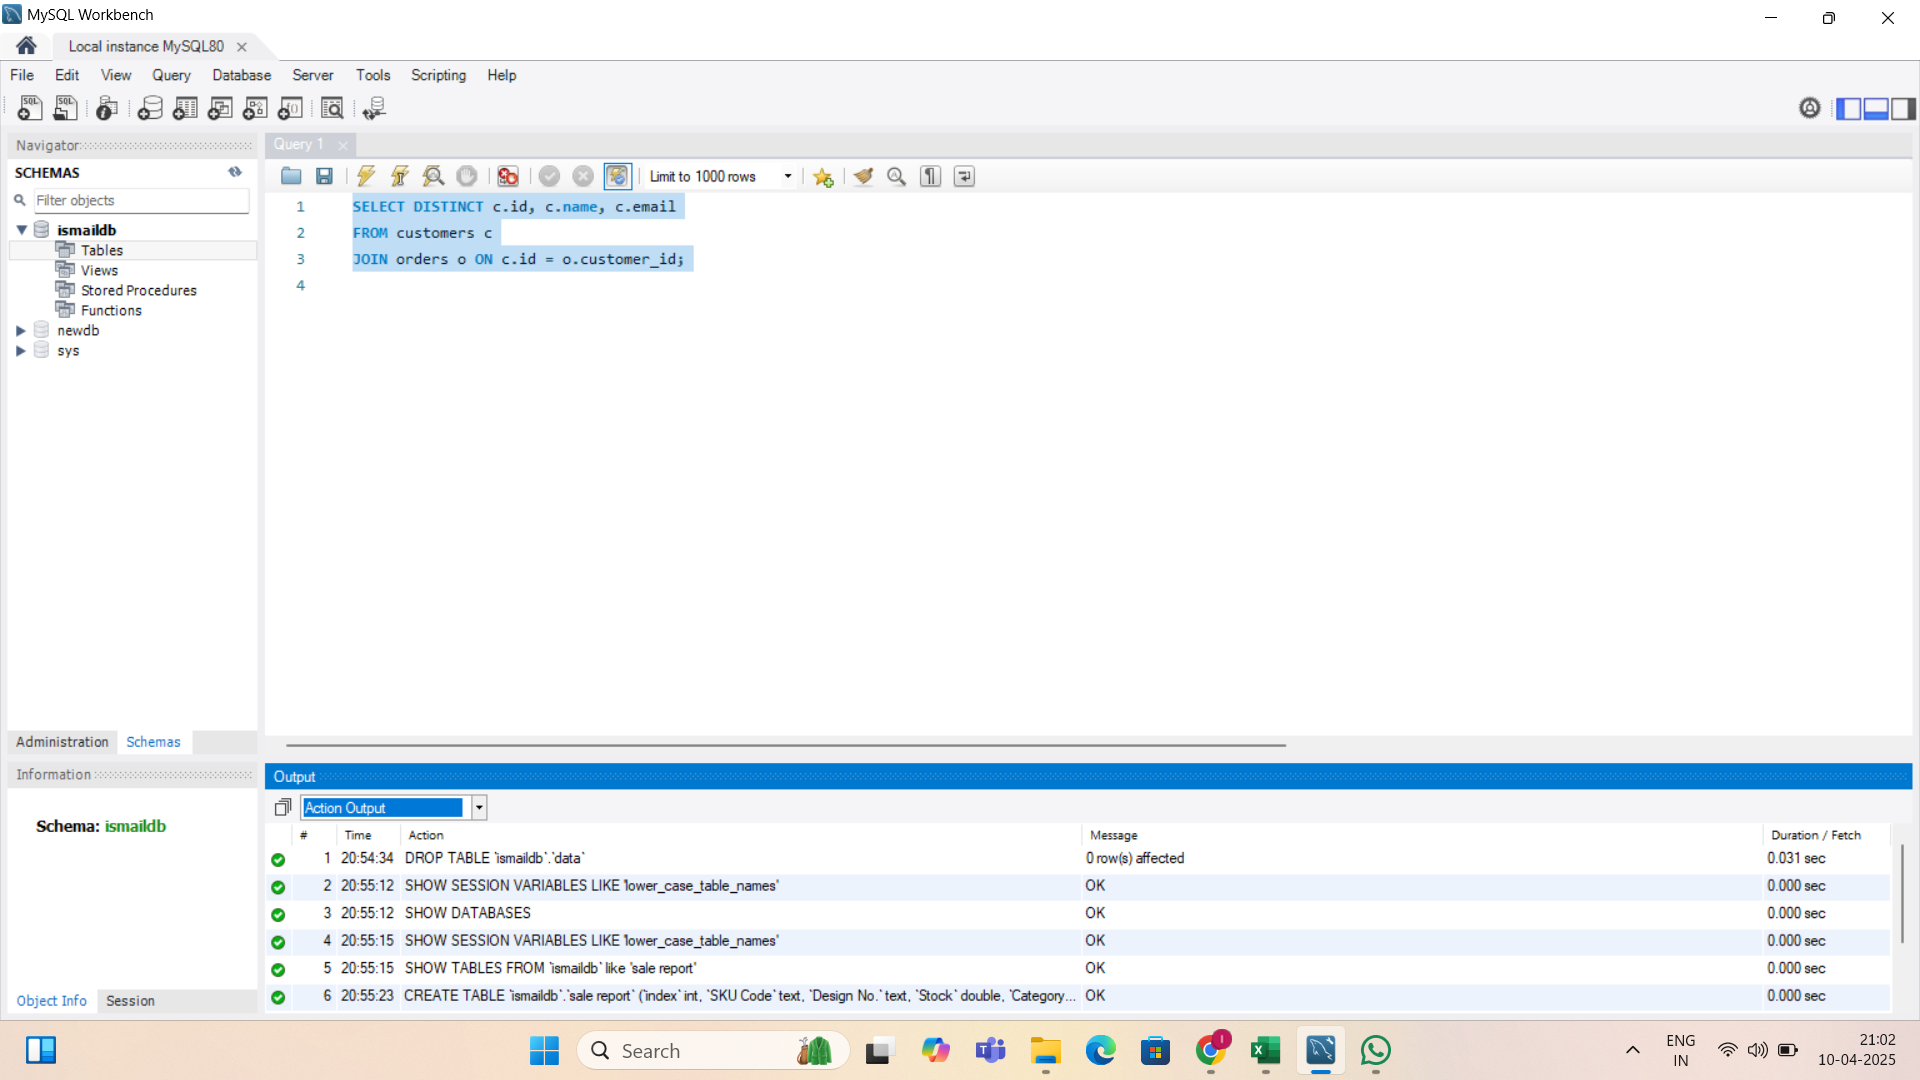 MySQL Workbench
Local instance MySQL80
File Edit View Query Database Server Tools Scripting Help
Navigator
SCHEMAS
Filter objects
ismaildb
Tables
Views
Stored Procedures
Functions
newdb
sys
Administration Schemas
Information
Schema: ismaildb
Object Info Session
Query 1
Limit to 1000 rows
1 SELECT DISTINCT c.id, c.name, c.email
2 FROM customers c
3 JOIN orders o ON c.id = o.customer_id;
4
Output
Action Output
# Time Action Message Duration / Fetch
1 20:54:34 DROP TABLE `ismaildb`.`data` 0 row(s) affected 0.031 sec
2 20:55:12 SHOW SESSION VARIABLES LIKE 'lower_case_table_names' OK 0.000 sec
3 20:55:12 SHOW DATABASES OK 0.000 sec
4 20:55:15 SHOW SESSION VARIABLES LIKE 'lower_case_table_names' OK 0.000 sec
5 20:55:15 SHOW TABLES FROM `ismaildb` like 'sale report' OK 0.000 sec
6 20:55:23 CREATE TABLE `ismaildb`.`sale report` (`index` int, `SKU Code` text, `Design No.` text, `Stock` double, `Category... OK 0.000 sec
Search
ENG
IN
21:02
10-04-2025